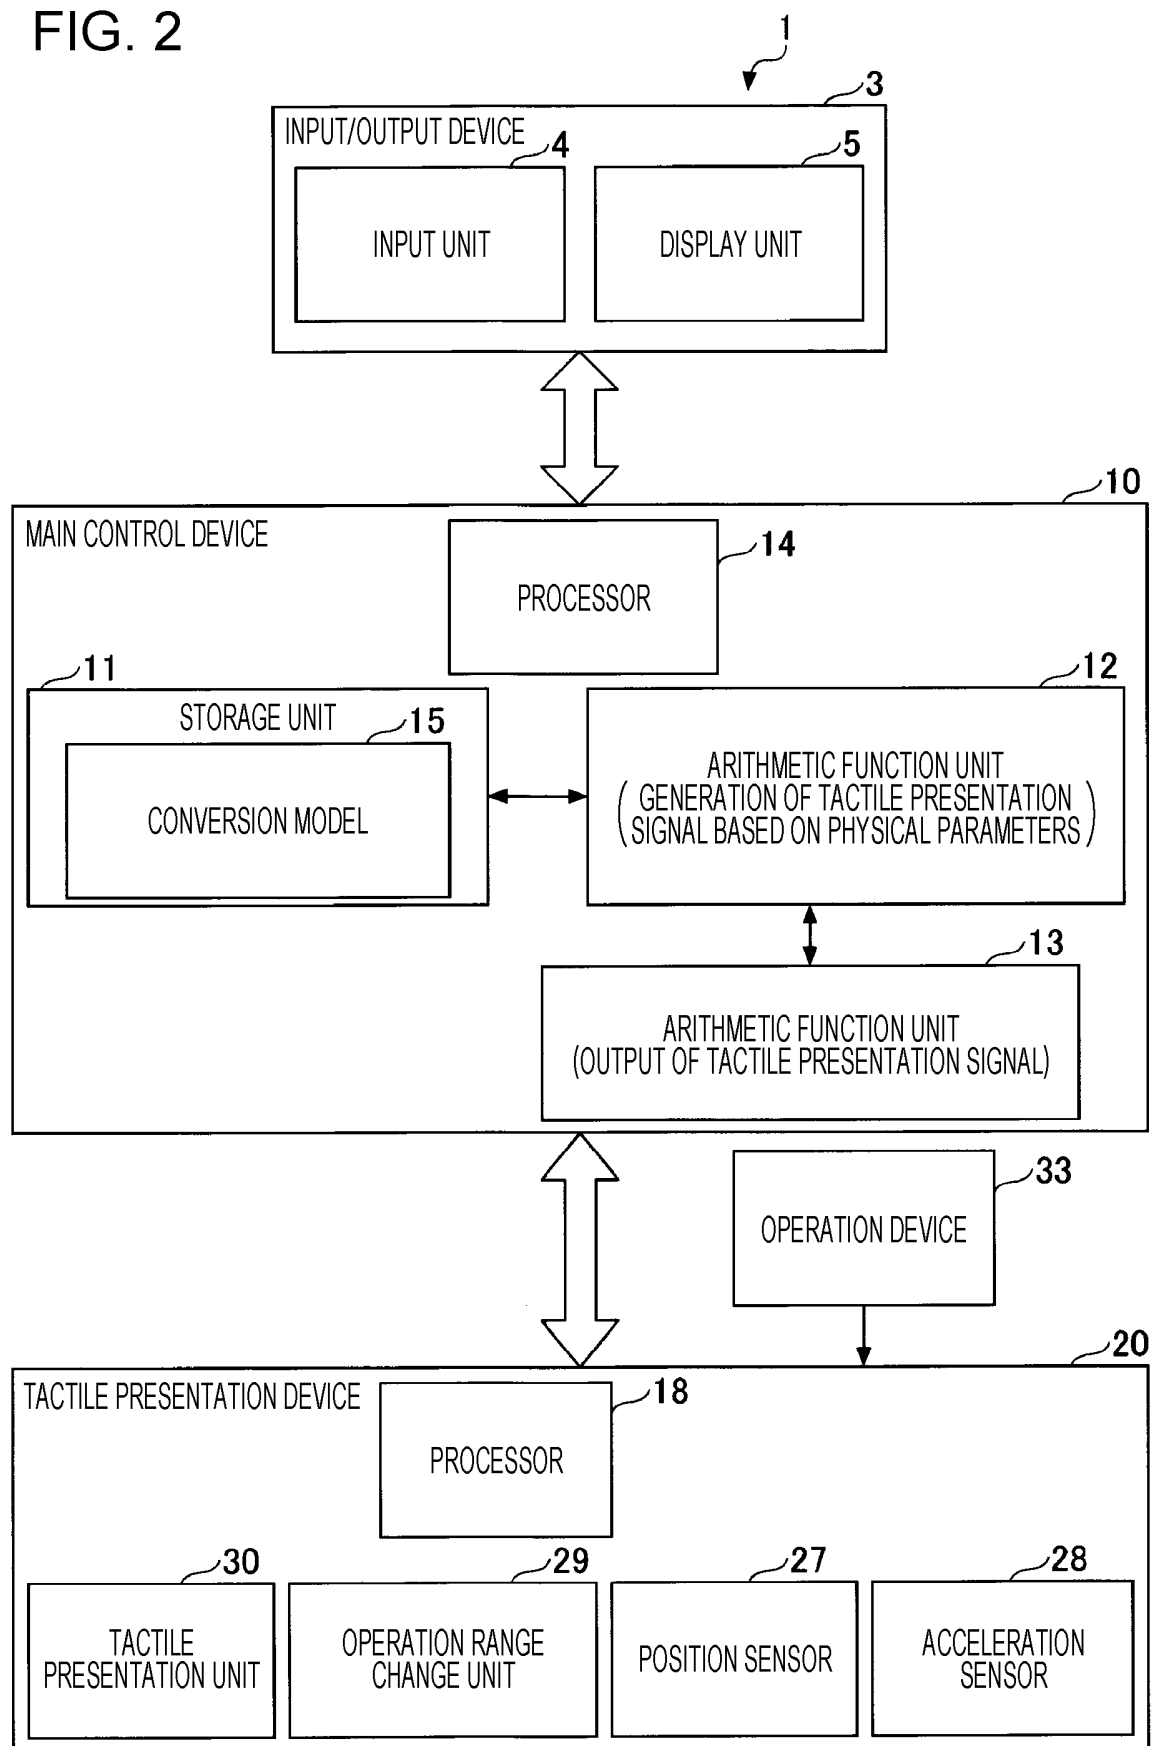 FIG. 2
1
3
INPUT/OUTPUT DEVICE
4
5
INPUT UNIT
DISPLAY UNIT
10
MAIN CONTROL DEVICE
14
PROCESSOR
11
12
STORAGE UNIT
15
CONVERSION MODEL
ARITHMETIC FUNCTION UNIT
(GENERATION OF TACTILE PRESENTATION
SIGNAL BASED ON PHYSICAL PARAMETERS)
13
ARITHMETIC FUNCTION UNIT
(OUTPUT OF TACTILE PRESENTATION SIGNAL)
33
OPERATION DEVICE
20
TACTILE PRESENTATION DEVICE
18
PROCESSOR
30
29
27
28
TACTILE
PRESENTATION UNIT
OPERATION RANGE
CHANGE UNIT
POSITION SENSOR
ACCELERATION
SENSOR